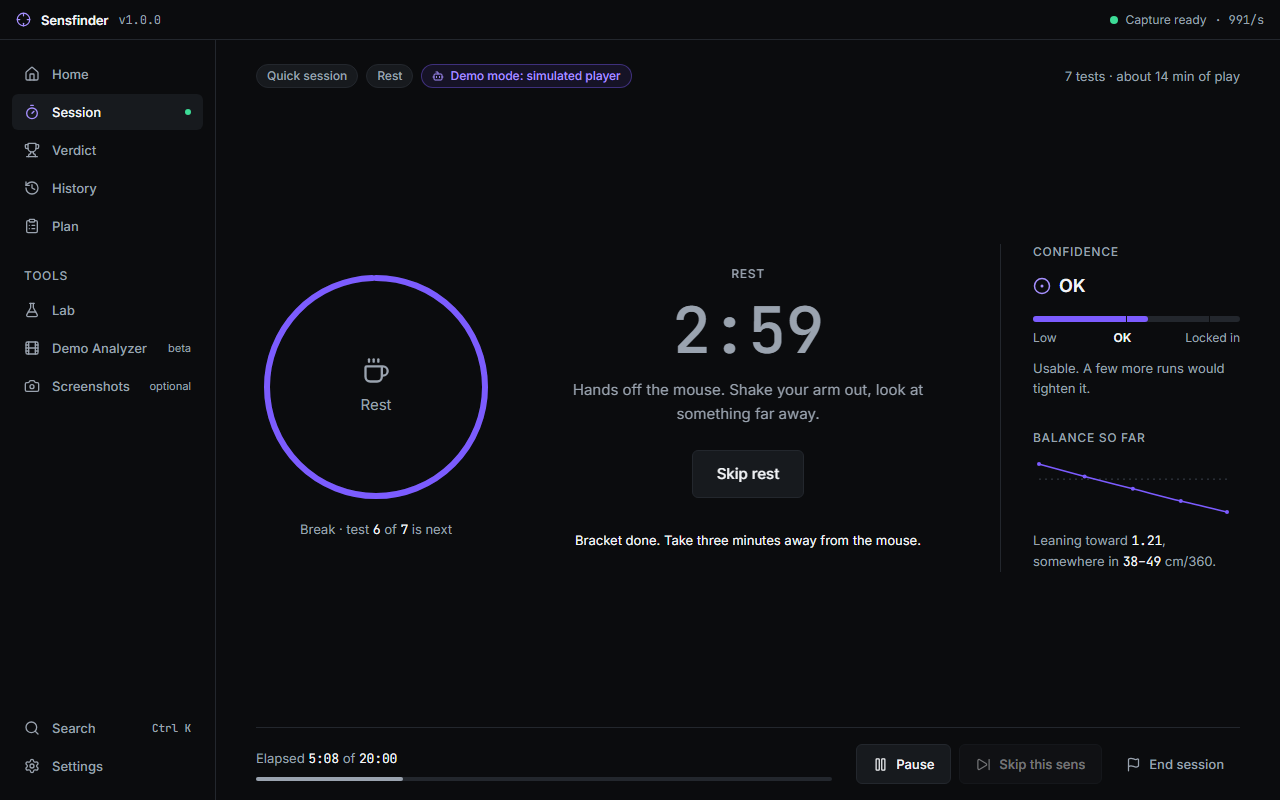 Sensfinder v1.0.0
Capture ready · 991/s
Home
Session
Verdict
History
Plan
TOOLS
Lab
Demo Analyzer beta
Screenshots optional
Search Ctrl K
Settings
Quick session
Rest
Demo mode: simulated player
7 tests · about 14 min of play
Rest
Break · test 6 of 7 is next
REST
2:59
Hands off the mouse. Shake your arm out, look at
something far away.
Skip rest
Bracket done. Take three minutes away from the mouse.
CONFIDENCE
OK
Low OK Locked in
Usable. A few more runs would
tighten it.
BALANCE SO FAR
Leaning toward 1.21,
somewhere in 38–49 cm/360.
Elapsed 5:08 of 20:00
Pause
Skip this sens
End session